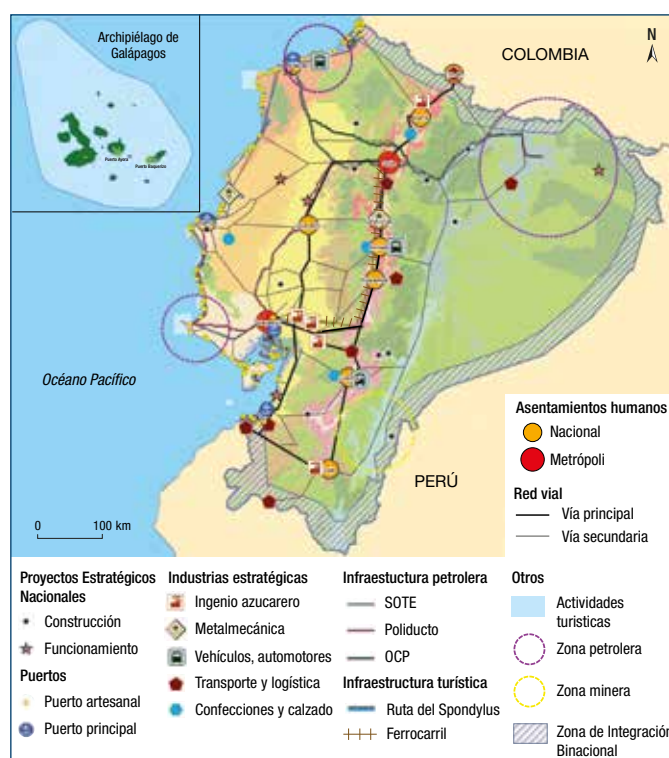 Archipiélago de
Galápagos
Puerto Ayora
COLOMBIA
N
Océano Pacífico
PERÚ
0 100 km
Asentamientos humanos
Nacional
Metrópoli
Red vial
Vía principal
Vía secundaria
Proyectos Estratégicos
Nacionales
Construcción
Funcionamiento
Puertos
Puerto artesanal
Puerto principal
Industrias estratégicas
Ingenio azucarero
Metalmecánica
Vehículos, automotores
Transporte y logística
Confecciones y calzado
Infraestuctura petrolera
SOTE
Poliducto
OCP
Infraestructura turística
Ruta del Spondylus
Ferrocarril
Otros
Actividades
turisticas
Zona petrolera
Zona minera
Zona de Integración
Binacional